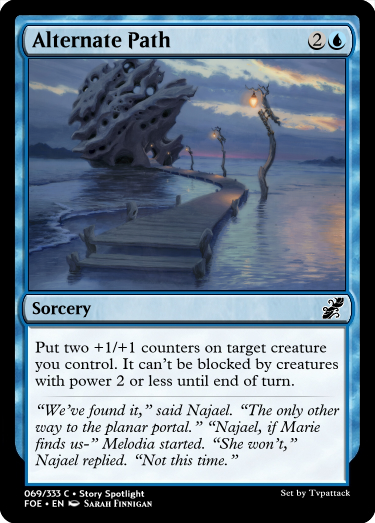 Alternate Path 2
Sorcery
Put two +1/+1 counters on target creature
you control. It can't be blocked by creatures
with power 2 or less until end of turn.
“We've found it,” said Najael. “The only other
way to the planar portal.” “Najael, if Marie
finds us-” Melodia started. “She won't,”
Najael replied. “Not this time.”
069/333 C • Story Spotlight
Set by Tvpattack
FOE • EN Sarah Finnigan